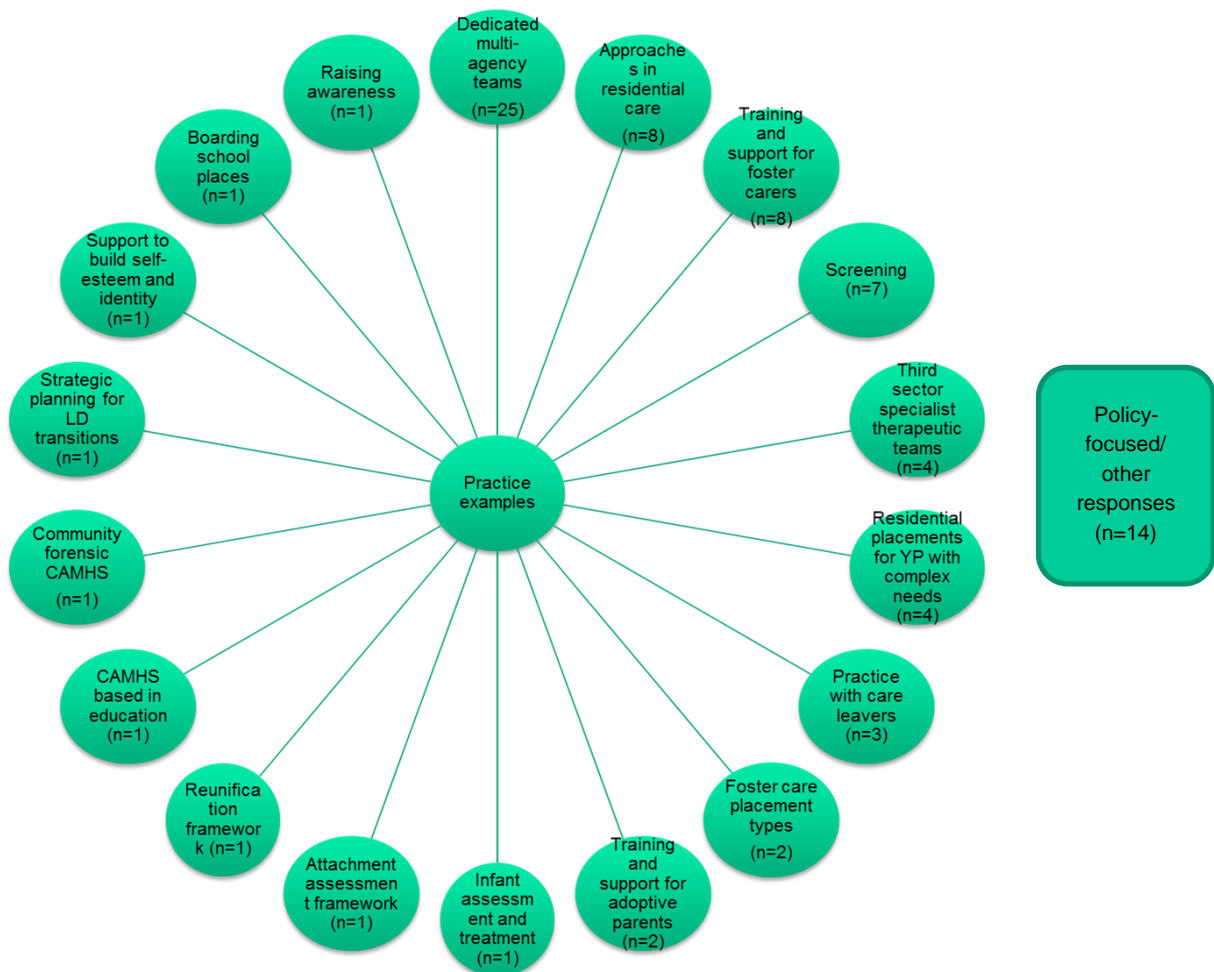 Dedicated
multi-
agency
teams
(n=25)
Approache
s in
residential
care
(n=8)
Training
and
support for
foster
carers
(n=8)
Screening
(n=7)
Third
sector
specialist
therapeutic
teams
(n=4)
Residential
placements
for YP with
complex
needs
(n=4)
Practice
with care
leavers
(n=3)
Foster care
placement
types
(n=2)
Training
and
support for
adoptive
parents
(n=2)
Infant
assessm
ent and
treatment
(n=1)
Attachment
assessmen
t framework
(n=1)
Reunifica
tion
framewor
k (n=1)
CAMHS
based in
education
(n=1)
Community
forensic
CAMHS
(n=1)
Strategic
planning for
LD
transitions
(n=1)
Support to
build self-
esteem and
identity
(n=1)
Boarding
school
places
(n=1)
Raising
awareness
(n=1)
Practice
examples
Policy-
focused/
other
responses
(n=14)